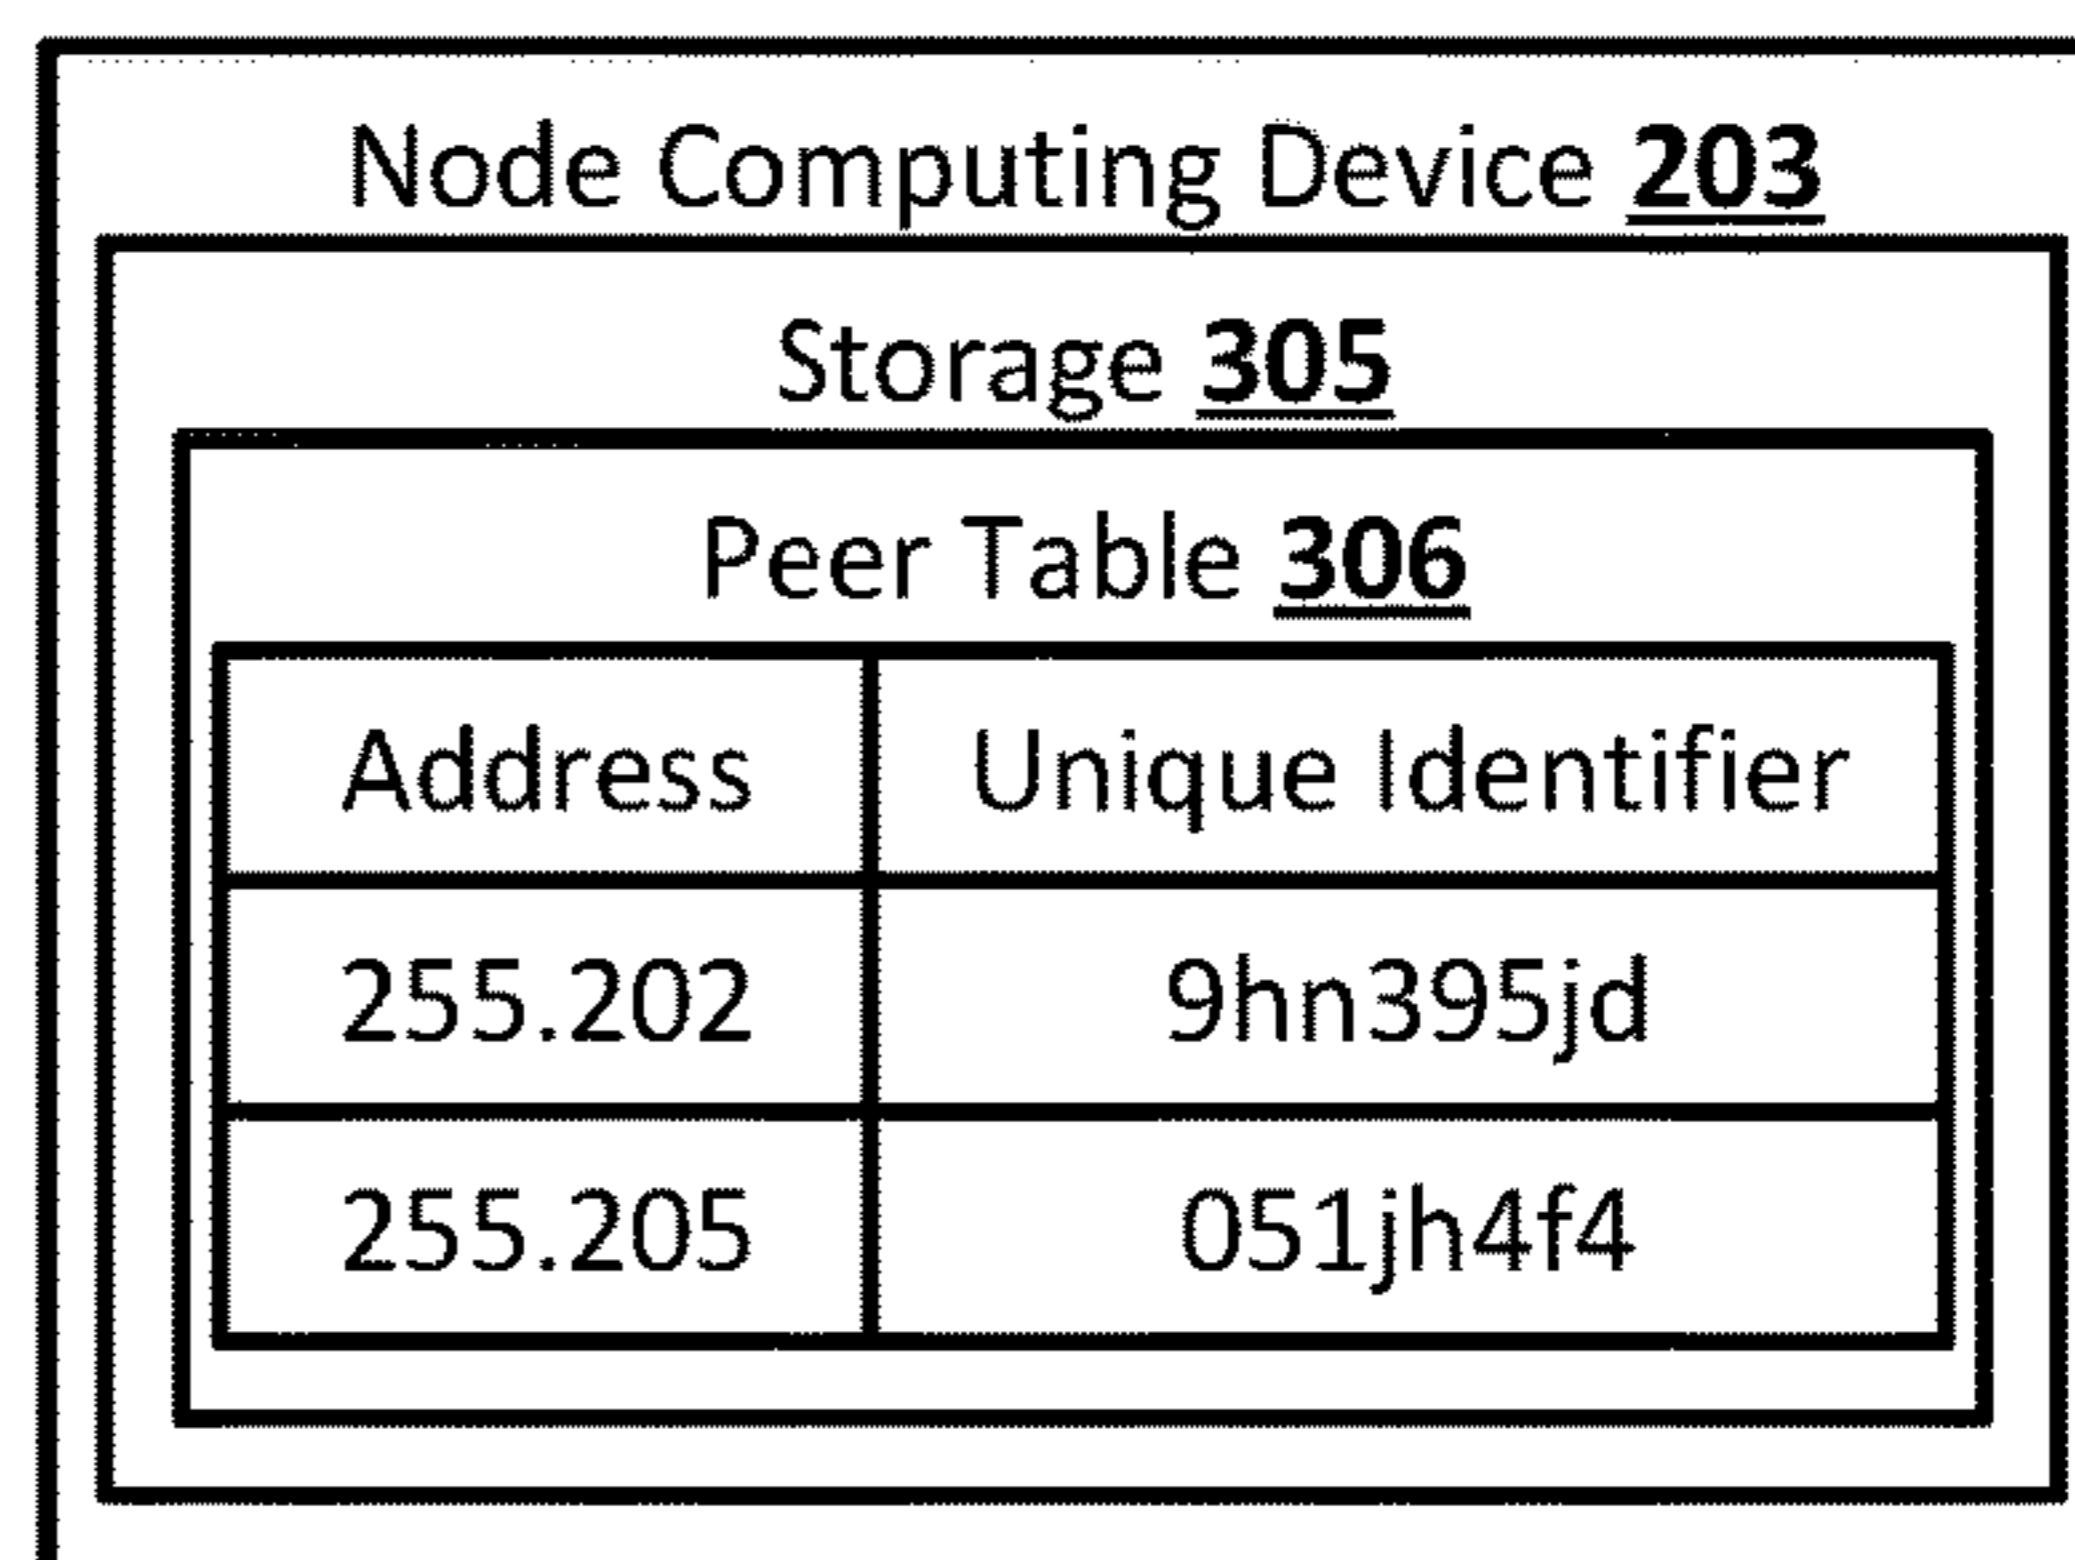 Node Computing Device 203
Storage 305
Peer Table 306
Address Unique Identifier
255.202 9hn395jd
255.205 051jh4f4